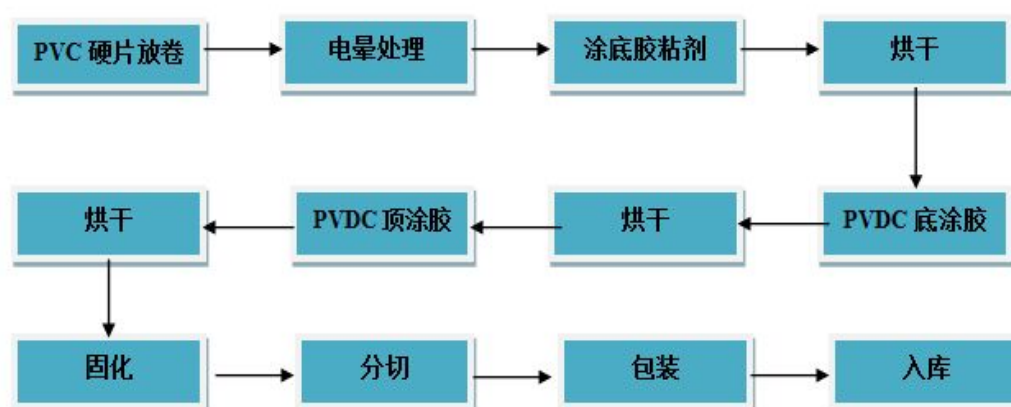 PVC 硬片放卷
电晕处理
涂底胶粘剂
烘干
PVDC 底涂胶
烘干
PVDC 顶涂胶
烘干
固化
分切
包装
入库